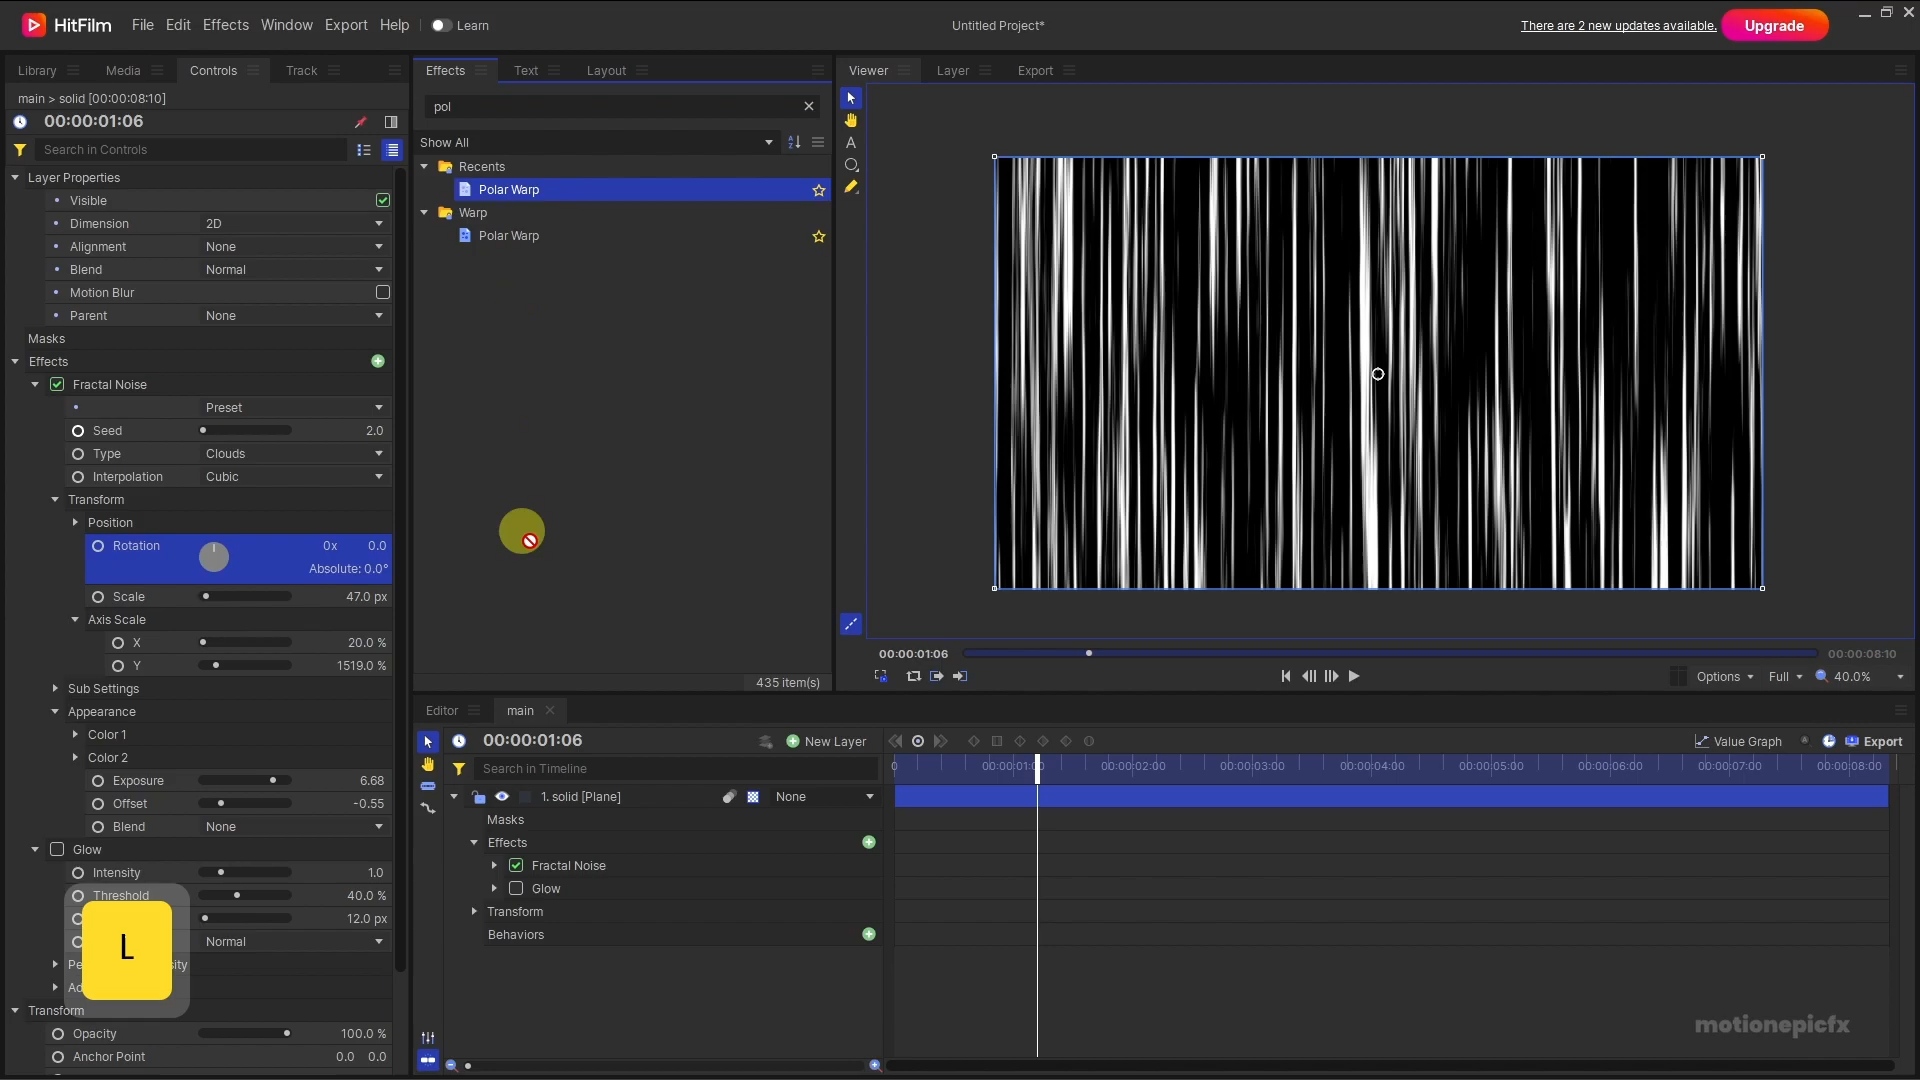 HitFilm File Edit Effects Window Export Help Learn
Untitled Project*
There are 2 new updates available. Upgrade
Library Media Controls Track
main > solid [00:00:08:10]
00:00:01:06
Search in Controls
Layer Properties
Visible
Dimension 2D
Alignment None
Blend Normal
Motion Blur
Parent None
Masks
Effects
Fractal Noise
Preset
Seed 2.0
Type Clouds
Interpolation Cubic
Transform
Position
Rotation 0x 0.0
Absolute: 0.0°
Scale 47.0 px
Axis Scale
X 20.0 %
Y 1519.0 %
Sub Settings
Appearance
Color 1
Color 2
Exposure 6.68
Offset -0.55
Blend None
Glow
Intensity 1.0
Threshold 40.0 %
12.0 px
Normal
L
Transform
Opacity 100.0 %
Anchor Point 0.0 0.0
Effects Text Layout
pol
Show All
Recents
Polar Warp
Warp
Polar Warp
435 item(s)
Viewer Layer Export
A
00:00:01:06 00:00:08:10
Options Full 40.0%
Editor main
00:00:01:06 New Layer Value Graph A Export
Search in Timeline
0 00:00:01:00 00:00:02:00 00:00:03:00 00:00:04:00 00:00:05:00 00:00:06:00 00:00:07:00 00:00:08:00
1. solid [Plane] None
Masks
Effects
Fractal Noise
Glow
Transform
Behaviors
motionepicfx